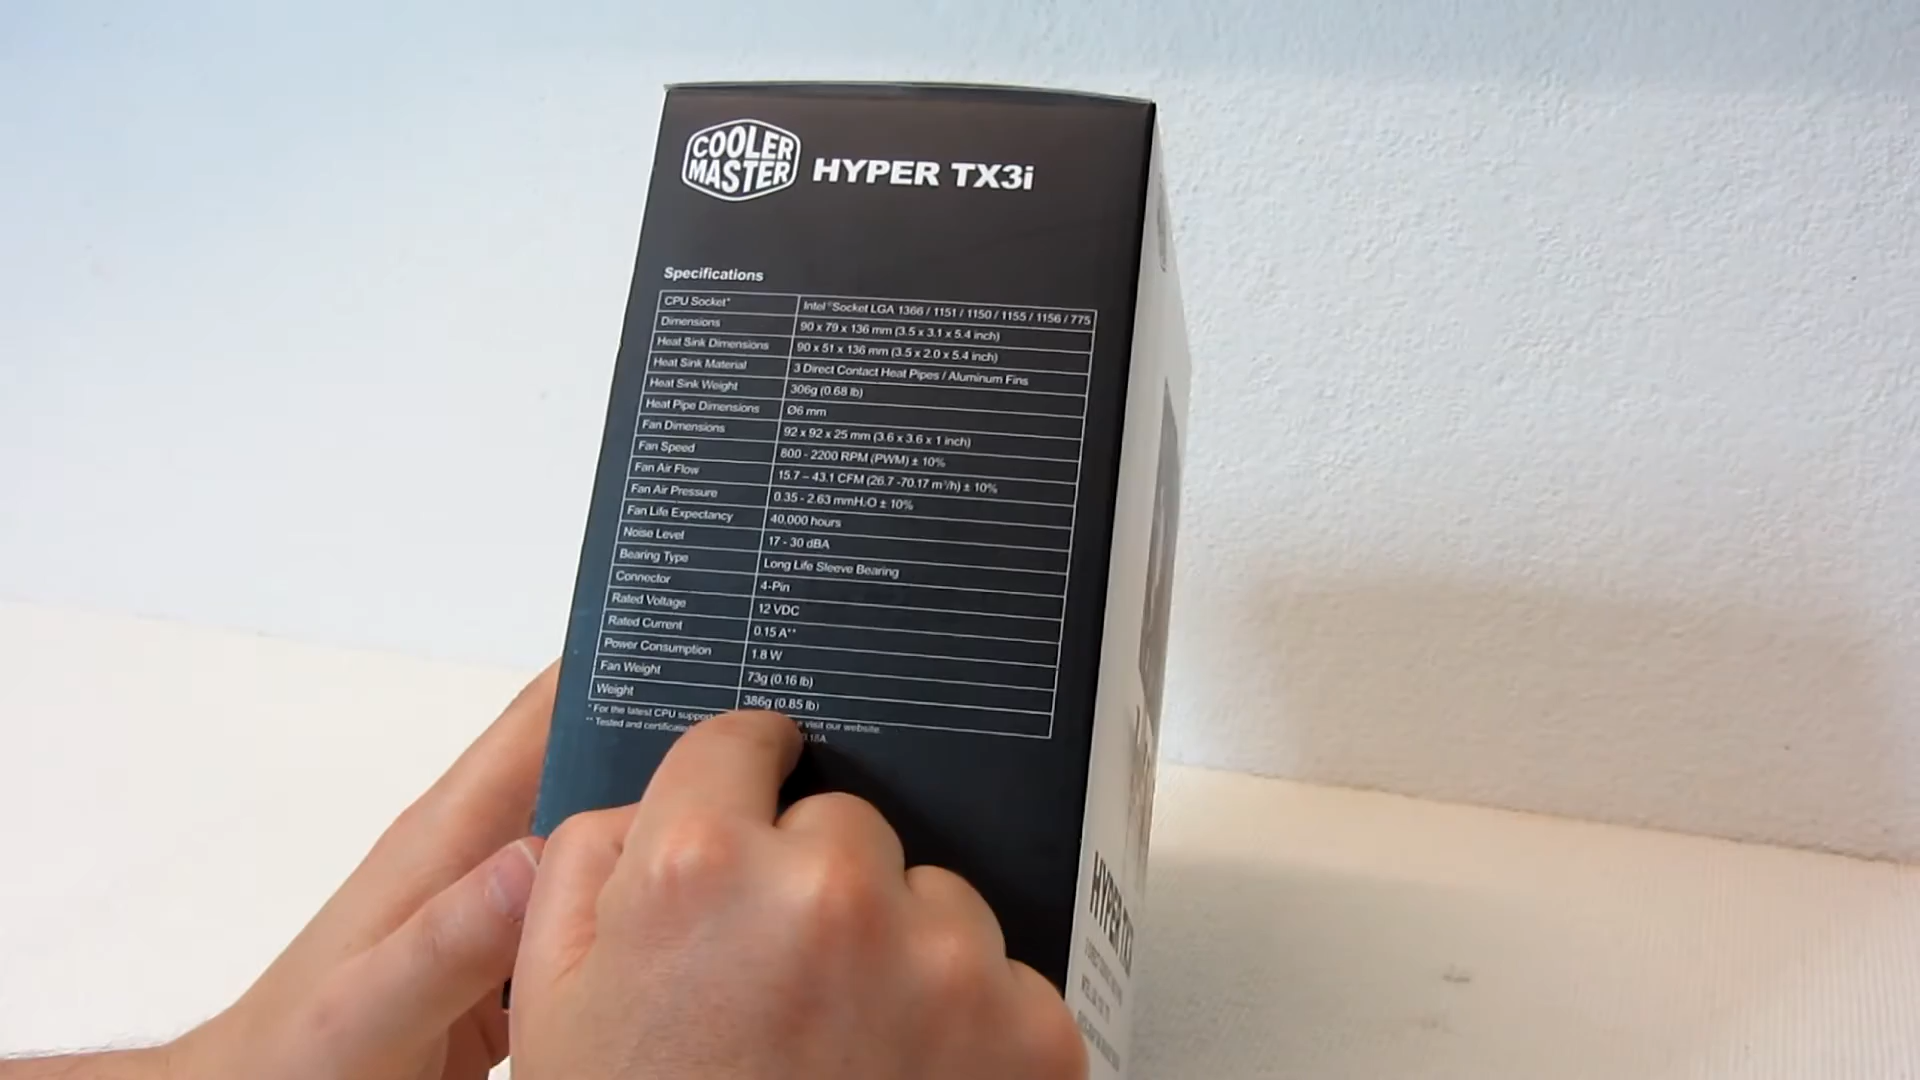 COOLER
MASTER
HYPER TX3i
Specifications
CPU Socket* Intel® Socket LGA 1366 / 1151 / 1150 / 1155 / 1156 / 775
Dimensions 90 x 79 x 136 mm (3.5 x 3.1 x 5.4 inch)
Heat Sink Dimensions 90 x 51 x 136 mm (3.5 x 2.0 x 5.4 inch)
Heat Sink Material 3 Direct Contact Heat Pipes / Aluminum Fins
Heat Sink Weight 306g (0.68 lb)
Heat Pipe Dimensions Ø6 mm
Fan Dimensions 92 x 92 x 25 mm (3.6 x 3.6 x 1 inch)
Fan Speed 800 - 2200 RPM (PWM) ± 10%
Fan Air Flow 15.7 – 43.1 CFM (26.7 -70.17 m³/h) ± 10%
Fan Air Pressure 0.35 - 2.63 mmH₂O ± 10%
Fan Life Expectancy 40,000 hours
Noise Level 17 - 30 dBA
Bearing Type Long Life Sleeve Bearing
Connector 4-Pin
Rated Voltage 12 VDC
Rated Current 0.15 A**
Power Consumption 1.8 W
Fan Weight 73g (0.16 lb)
Weight 386g (0.85 lb)
* For the latest CPU support visit our website.
** Tested and
HYPER